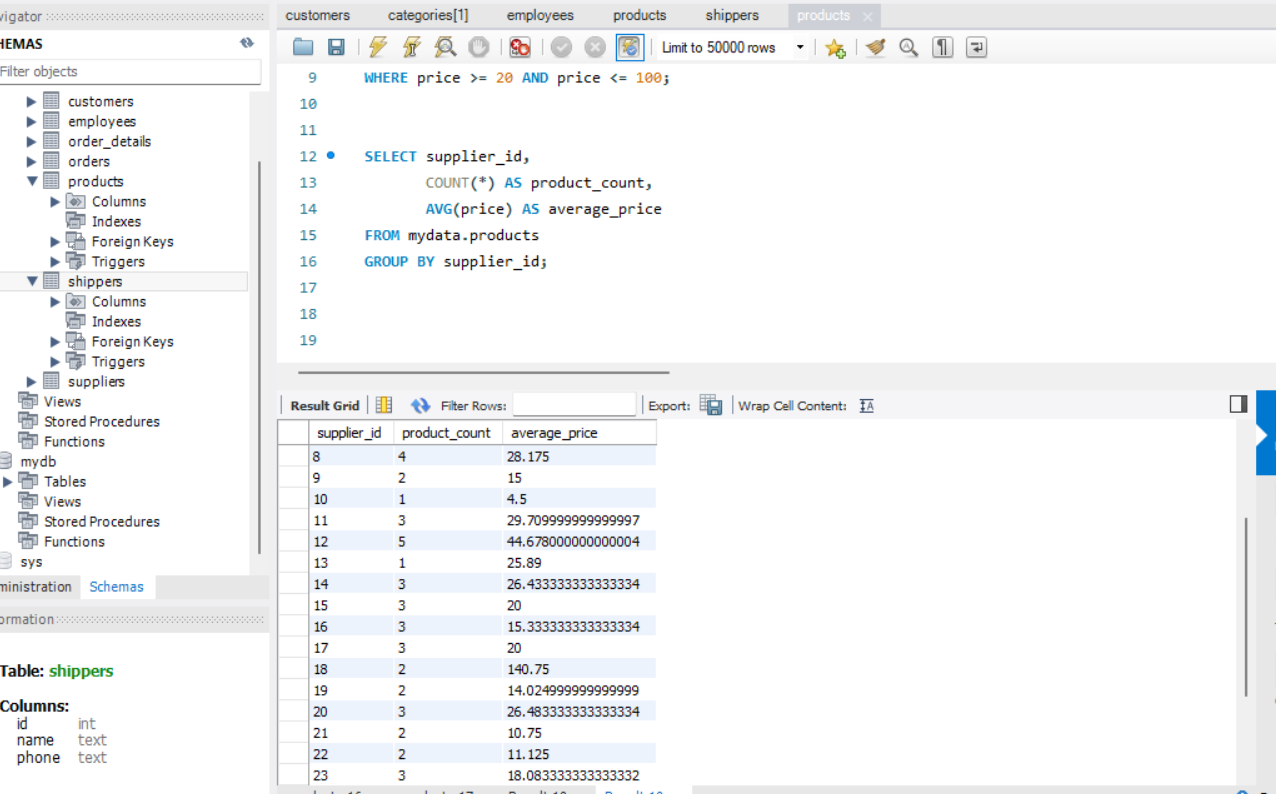 vigator
HEMAS
Filter objects
customers
employees
order_details
orders
products
Columns
Indexes
Foreign Keys
Triggers
shippers
Columns
Indexes
Foreign Keys
Triggers
suppliers
Views
Stored Procedures
Functions
mydb
Tables
Views
Stored Procedures
Functions
sys
ministration Schemas
ormation
Table: shippers
Columns:
id int
name text
phone text
customers categories[1] employees products shippers products
Limit to 50000 rows
9 WHERE price >= 20 AND price <= 100;
10
11
12 SELECT supplier_id,
13 COUNT(*) AS product_count,
14 AVG(price) AS average_price
15 FROM mydata.products
16 GROUP BY supplier_id;
17
18
19
Result Grid Filter Rows: Export: Wrap Cell Content:
supplier_id product_count average_price
8 4 28.175
9 2 15
10 1 4.5
11 3 29.709999999999997
12 5 44.678000000000004
13 1 25.89
14 3 26.433333333333334
15 3 20
16 3 15.333333333333334
17 3 20
18 2 140.75
19 2 14.024999999999999
20 3 26.483333333333334
21 2 10.75
22 2 11.125
23 3 18.083333333333332